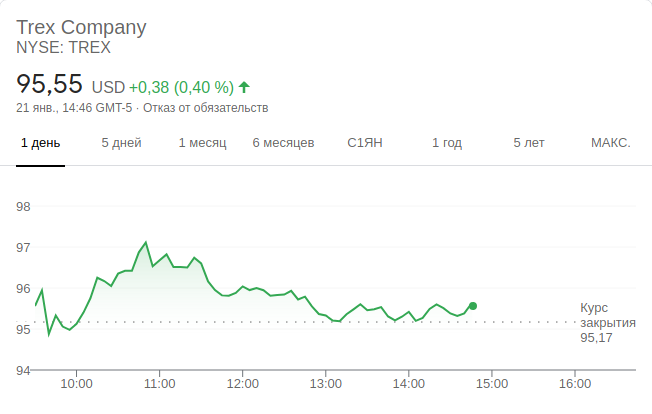 Trex Company
NYSE: TREX
95,55 USD +0,38 (0,40 %)
21 янв., 14:46 GMT-5 · Отказ от обязательств
1 день 5 дней 1 месяц 6 месяцев С1ЯН 1 год 5 лет МАКС.
98
97
96
95
94
Курс
закрытия
95,17
10:00 11:00 12:00 13:00 14:00 15:00 16:00